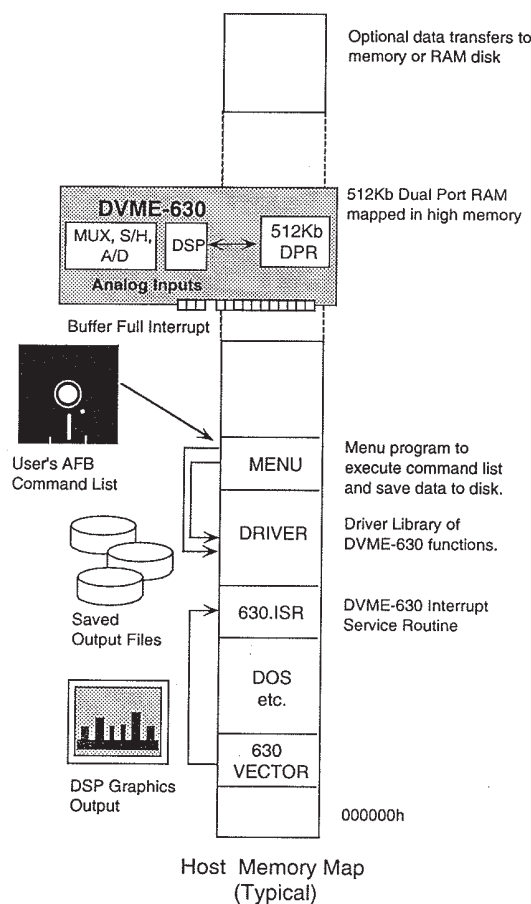 Optional data transfers to
memory or RAM disk
512Kb Dual Port RAM
mapped in high memory
DVME-630
MUX, S/H,
A/D
DSP
512Kb
DPR
Analog Inputs
Buffer Full Interrupt
User's AFB
Command List
MENU
Menu program to
execute command list
and save data to disk.
DRIVER
Driver Library of
DVME-630 functions.
Saved
Output Files
630.ISR
DVME-630 Interrupt
Service Routine
DOS
etc.
DSP Graphics
Output
630
VECTOR
000000h
Host Memory Map
(Typical)